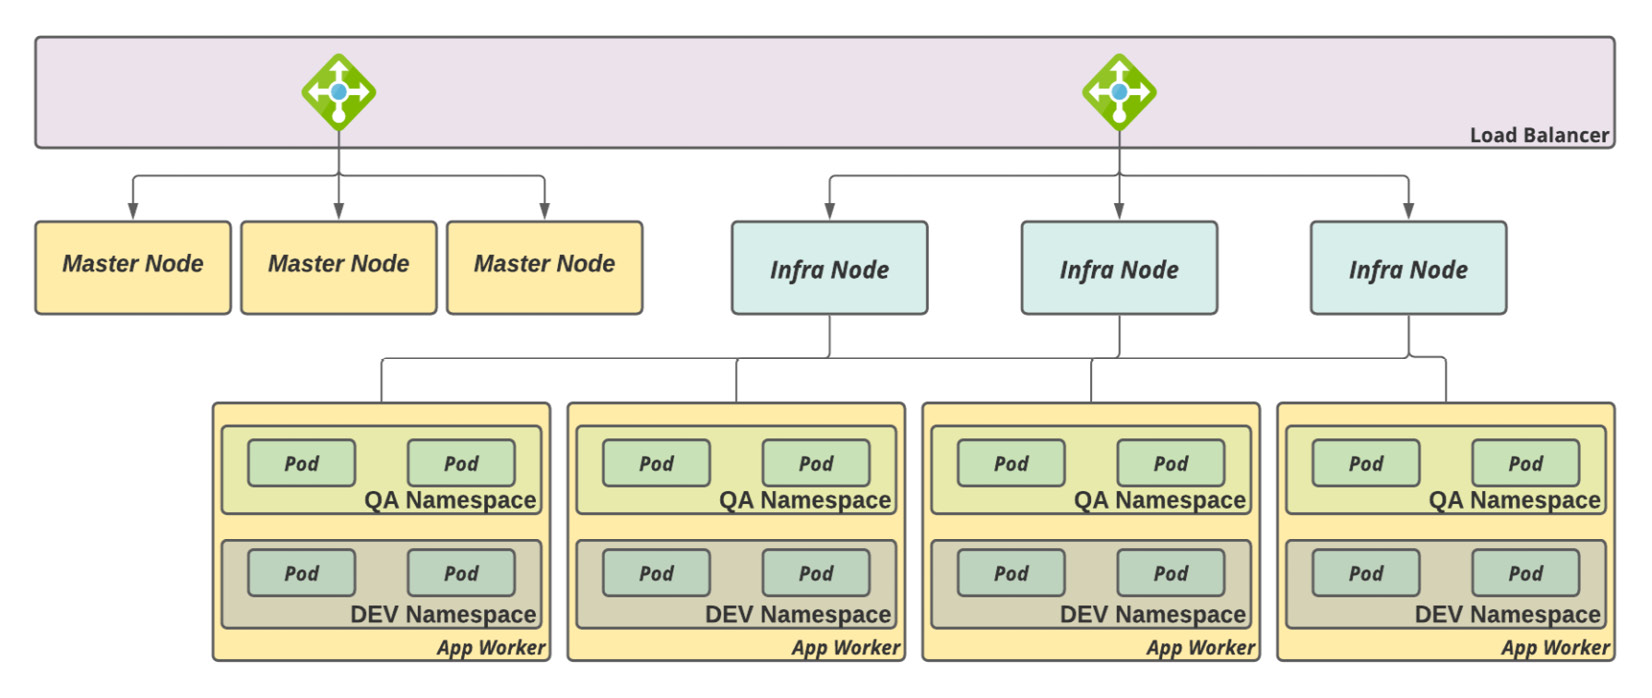 Load Balancer
Master Node
Master Node
Master Node
Infra Node
Infra Node
Infra Node
Pod
Pod
QA Namespace
Pod
Pod
DEV Namespace
App Worker
Pod
Pod
QA Namespace
Pod
Pod
DEV Namespace
App Worker
Pod
Pod
QA Namespace
Pod
Pod
DEV Namespace
App Worker
Pod
Pod
QA Namespace
Pod
Pod
DEV Namespace
App Worker